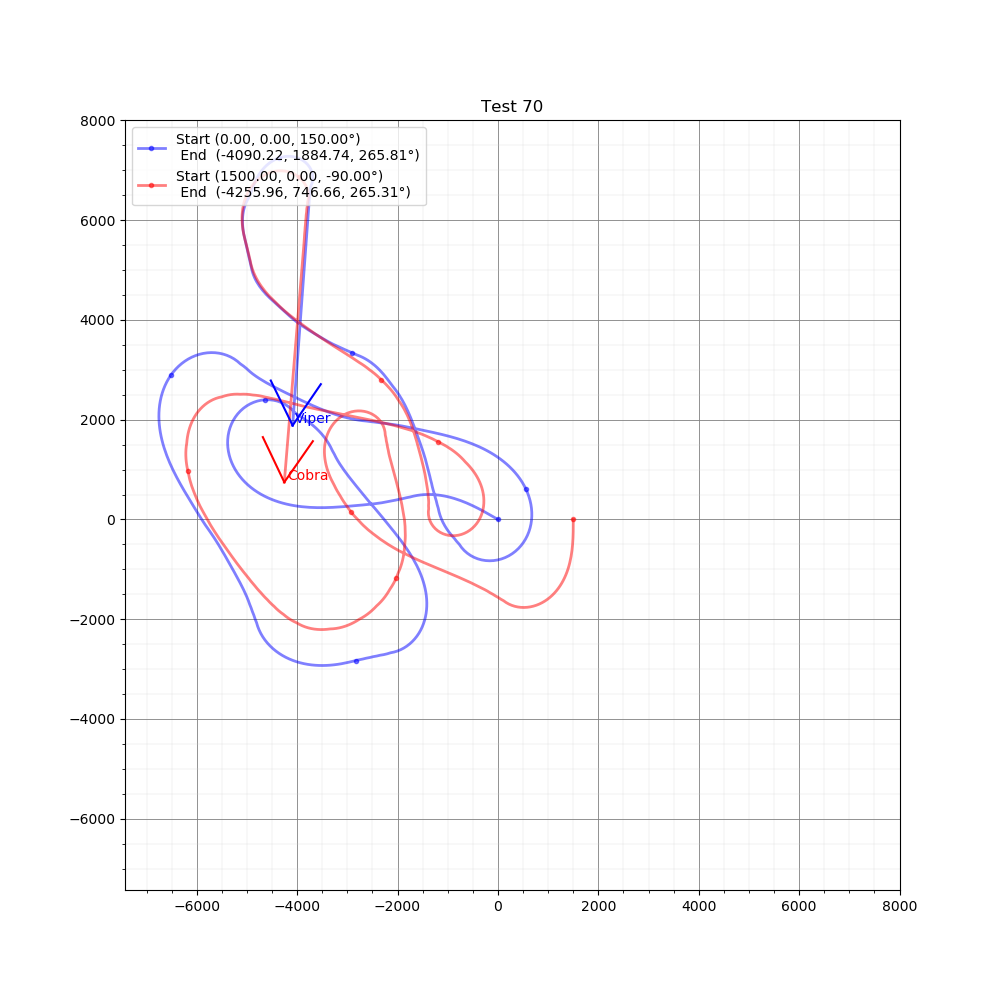 Test 70
Start (0.00, 0.00, 150.00°)
End (-4090.22, 1884.74, 265.81°)
Start (1500.00, 0.00, -90.00°)
End (-4255.96, 746.66, 265.31°)
8000
6000
4000
2000
0
−2000
−4000
−6000
Viper
Cobra
−6000 −4000 −2000 0 2000 4000 6000 8000